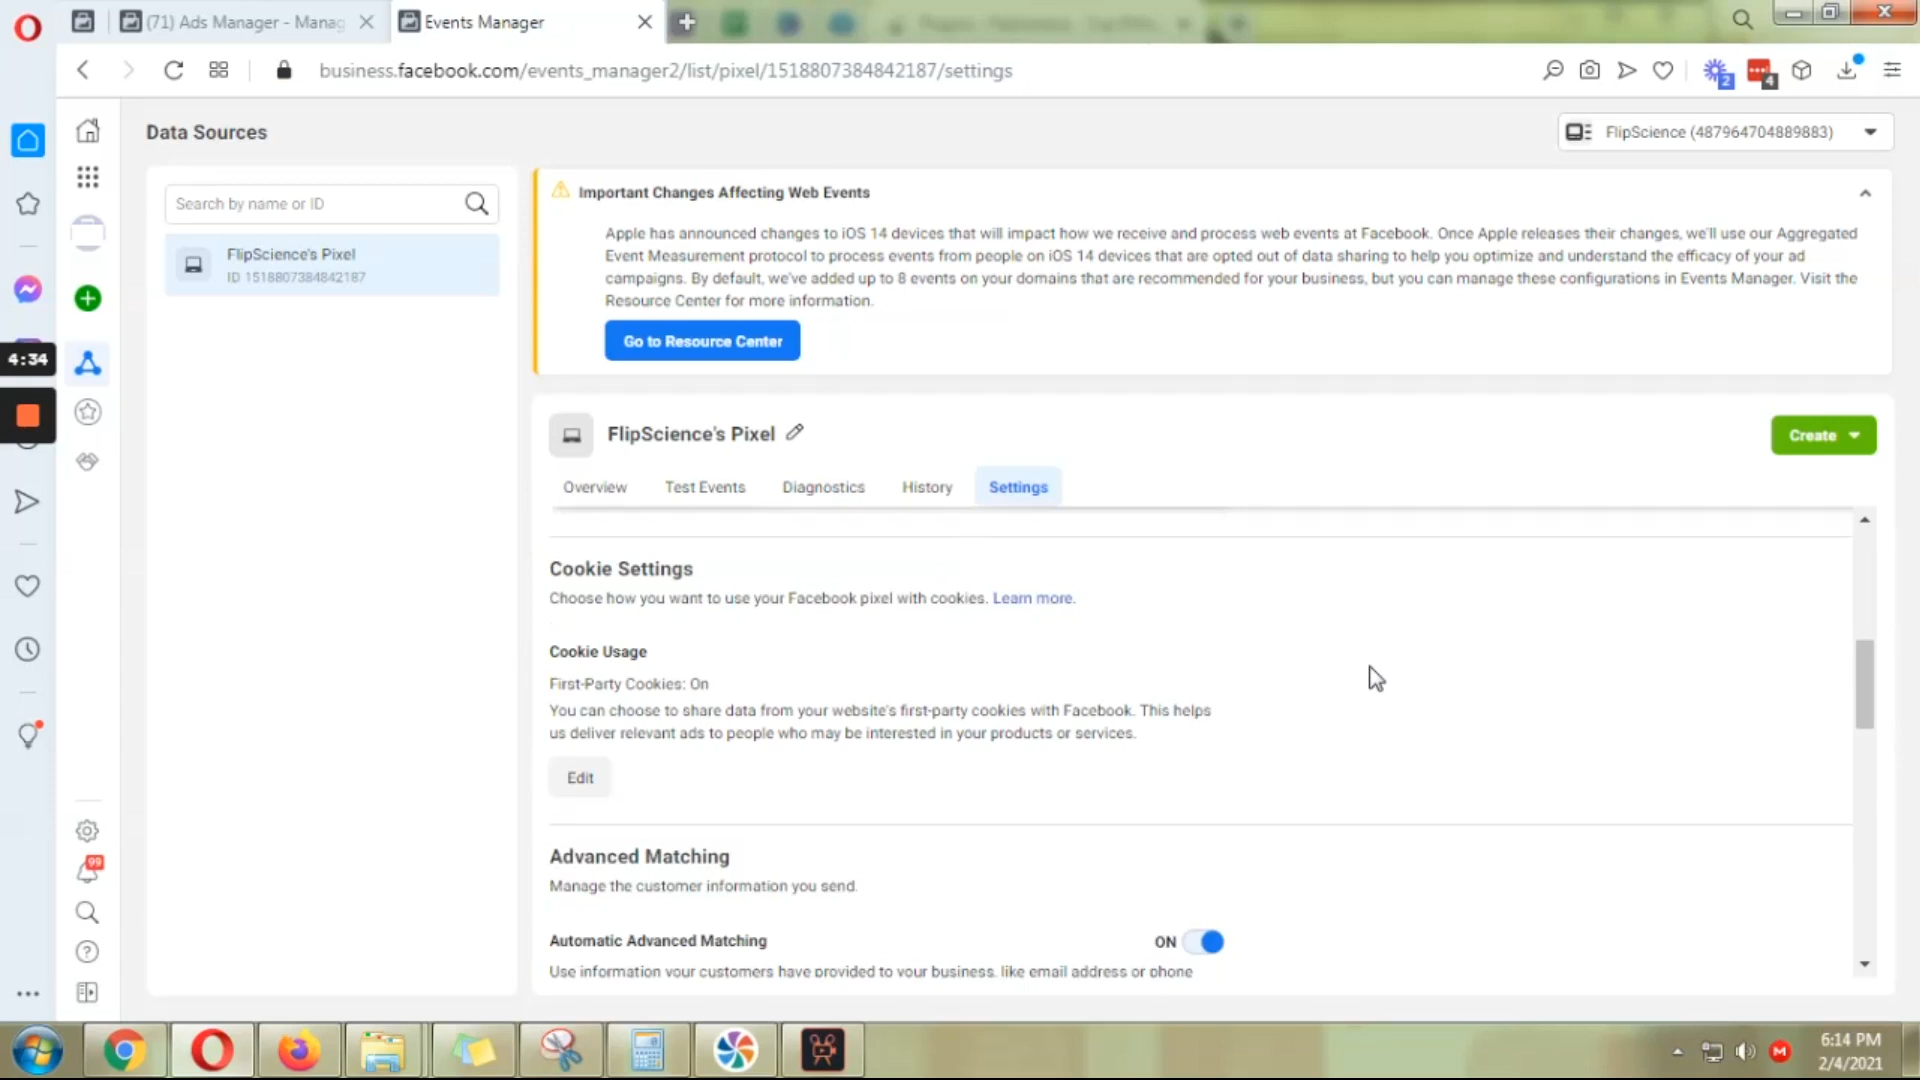 (71) Ads Manager - Manag
Events Manager
business.facebook.com/events_manager2/list/pixel/1518807384842187/settings
2
4
Data Sources
FlipScience (487964704889883)
Search by name or ID
FlipScience's Pixel
ID 1518807384842187
Important Changes Affecting Web Events
Apple has announced changes to iOS 14 devices that will impact how we receive and process web events at Facebook. Once Apple releases their changes, we'll use our Aggregated
Event Measurement protocol to process events from people on iOS 14 devices that are opted out of data sharing to help you optimize and understand the efficacy of your ad
campaigns. By default, we've added up to 8 events on your domains that are recommended for your business, but you can manage these configurations in Events Manager. Visit the
Resource Center for more information.
Go to Resource Center
4:34
FlipScience's Pixel
Create
Overview
Test Events
Diagnostics
History
Settings
Cookie Settings
Choose how you want to use your Facebook pixel with cookies. Learn more.
Cookie Usage
First-Party Cookies: On
You can choose to share data from your website's first-party cookies with Facebook. This helps
us deliver relevant ads to people who may be interested in your products or services.
Edit
Advanced Matching
Manage the customer information you send.
Automatic Advanced Matching
ON
Use information your customers have provided to your business, like email address or phone
99
6:14 PM
2/4/2021